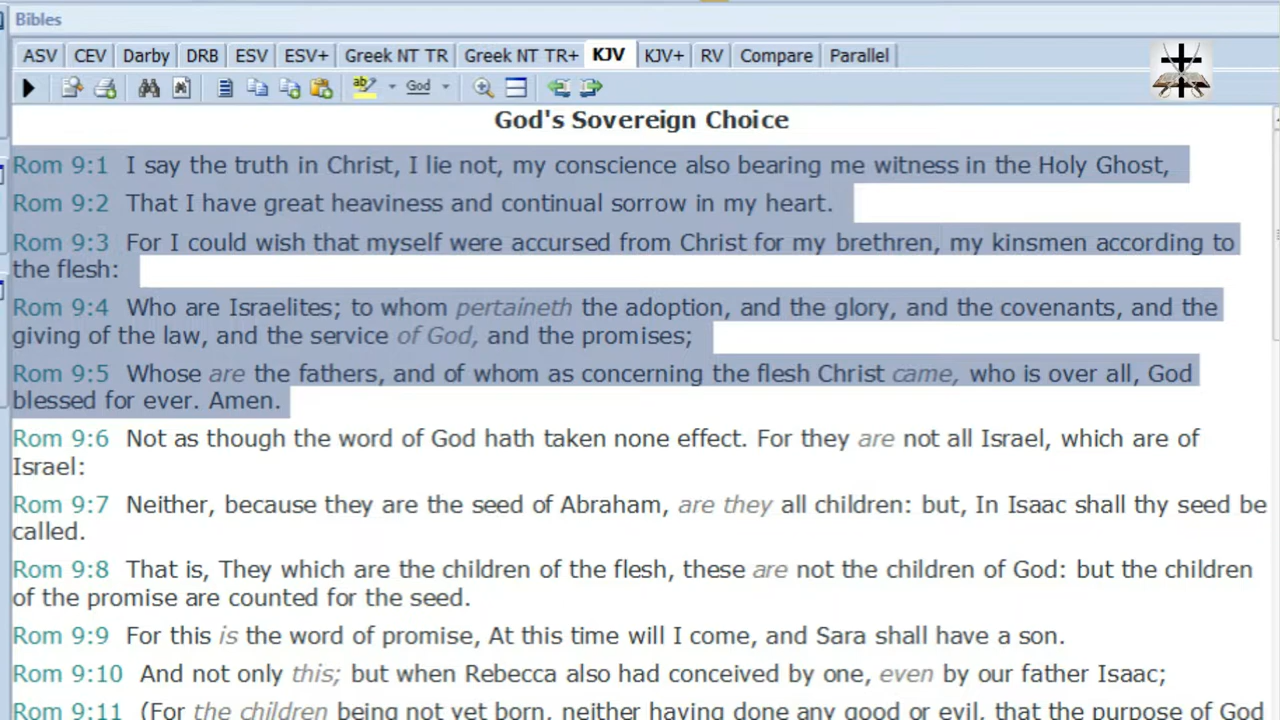 Bibles
ASV CEV Darby DRB ESV ESV+ Greek NT TR Greek NT TR+ KJV KJV+ RV Compare Parallel
ab God
God's Sovereign Choice
Rom 9:1 I say the truth in Christ, I lie not, my conscience also bearing me witness in the Holy Ghost,
Rom 9:2 That I have great heaviness and continual sorrow in my heart.
Rom 9:3 For I could wish that myself were accursed from Christ for my brethren, my kinsmen according to
the flesh:
Rom 9:4 Who are Israelites; to whom pertaineth the adoption, and the glory, and the covenants, and the
giving of the law, and the service of God, and the promises;
Rom 9:5 Whose are the fathers, and of whom as concerning the flesh Christ came, who is over all, God
blessed for ever. Amen.
Rom 9:6 Not as though the word of God hath taken none effect. For they are not all Israel, which are of
Israel:
Rom 9:7 Neither, because they are the seed of Abraham, are they all children: but, In Isaac shall thy seed be
called.
Rom 9:8 That is, They which are the children of the flesh, these are not the children of God: but the children
of the promise are counted for the seed.
Rom 9:9 For this is the word of promise, At this time will I come, and Sara shall have a son.
Rom 9:10 And not only this; but when Rebecca also had conceived by one, even by our father Isaac;
Rom 9:11 (For the children being not yet born, neither having done any good or evil, that the purpose of God